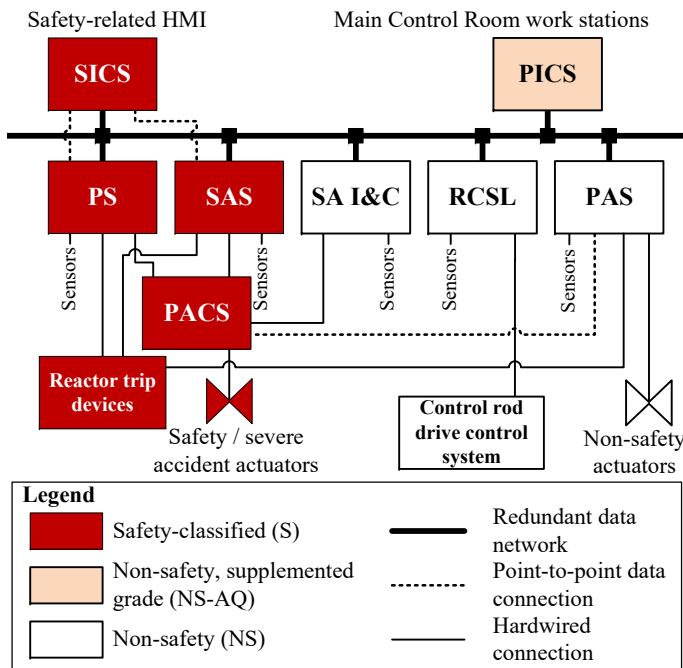 Safety-related HMI
Main Control Room work stations
SICS
PICS
PS
SAS
SA I&C
RCSL
PAS
Sensors
Sensors
Sensors
Sensors
Sensors
PACS
Reactor trip
devices
Safety / severe
accident actuators
Control rod
drive control
system
Non-safety
actuators
Legend
Safety-classified (S)
Non-safety, supplemented
grade (NS-AQ)
Non-safety (NS)
Redundant data
network
Point-to-point data
connection
Hardwired
connection